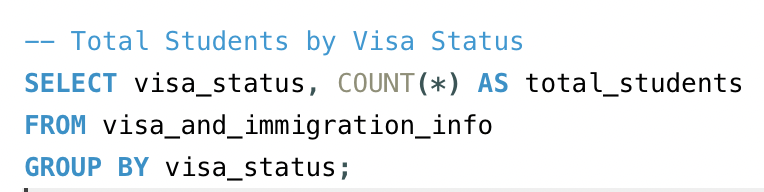 -- Total Students by Visa Status
SELECT visa_status, COUNT(*) AS total_students
FROM visa_and_immigration_info
GROUP BY visa_status;